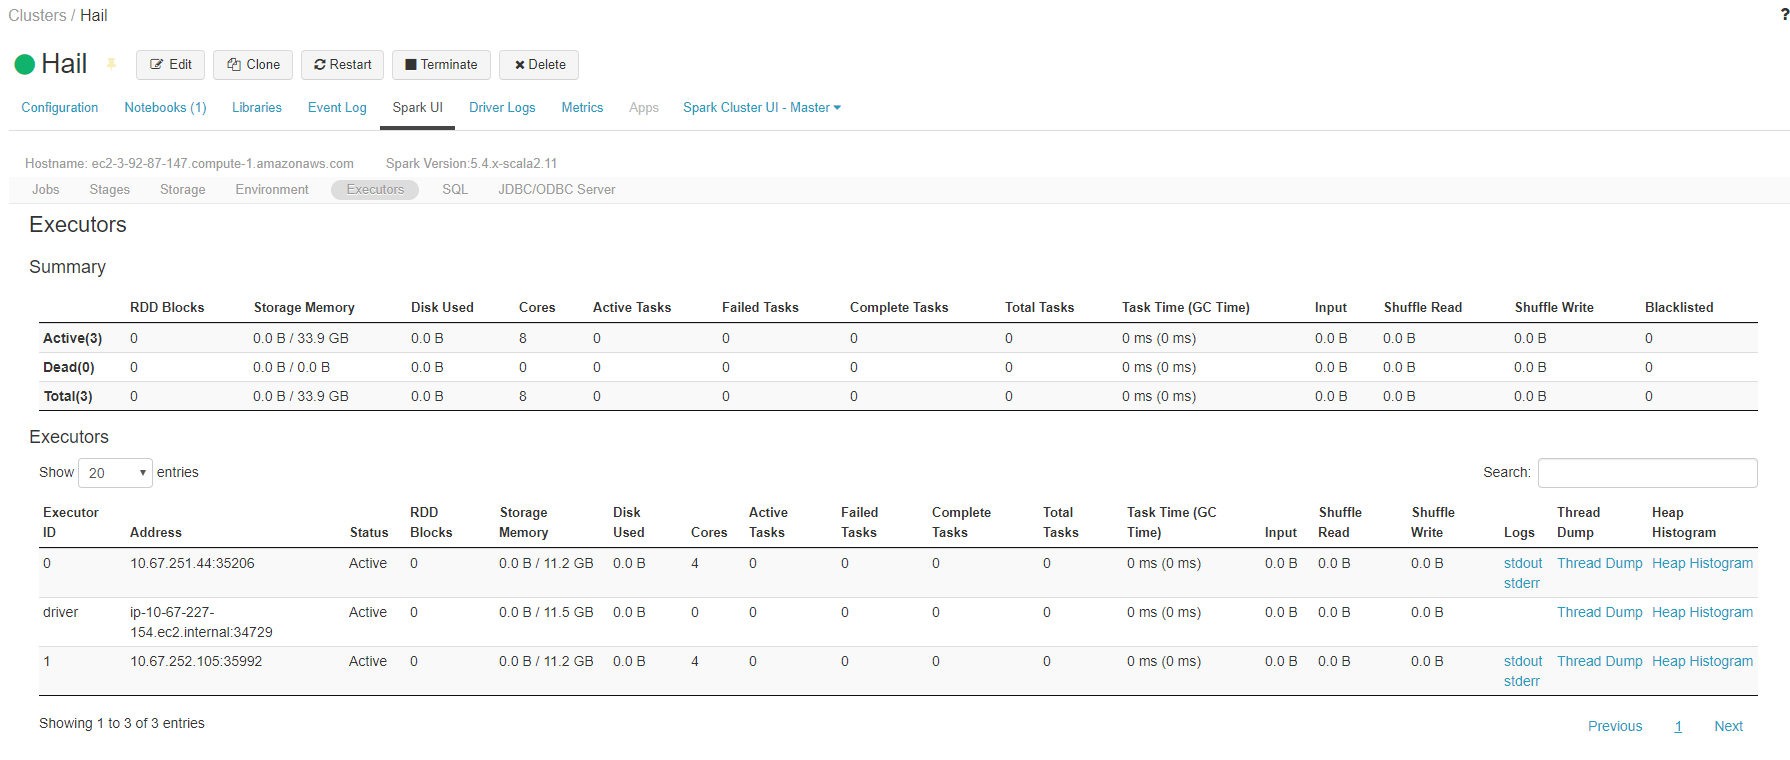 Clusters / Hail
?
Hail Edit Clone Restart Terminate Delete
Configuration Notebooks (1) Libraries Event Log Spark UI Driver Logs Metrics Apps Spark Cluster UI - Master
Hostname: ec2-3-92-87-147.compute-1.amazonaws.com Spark Version:5.4.x-scala2.11
Jobs Stages Storage Environment Executors SQL JDBC/ODBC Server
Executors
Summary
RDD Blocks Storage Memory Disk Used Cores Active Tasks Failed Tasks Complete Tasks Total Tasks Task Time (GC Time) Input Shuffle Read Shuffle Write Blacklisted
Active(3) 0 0.0 B / 33.9 GB 0.0 B 8 0 0 0 0 0 ms (0 ms) 0.0 B 0.0 B 0.0 B 0
Dead(0) 0 0.0 B / 0.0 B 0.0 B 0 0 0 0 0 0 ms (0 ms) 0.0 B 0.0 B 0.0 B 0
Total(3) 0 0.0 B / 33.9 GB 0.0 B 8 0 0 0 0 0 ms (0 ms) 0.0 B 0.0 B 0.0 B 0
Executors
Show 20 entries Search:
Executor RDD Storage Disk Active Failed Complete Total Task Time (GC Shuffle Shuffle Thread Heap
ID Address Status Blocks Memory Used Cores Tasks Tasks Tasks Tasks Time) Input Read Write Logs Dump Histogram
0 10.67.251.44:35206 Active 0 0.0 B / 11.2 GB 0.0 B 4 0 0 0 0 0 ms (0 ms) 0.0 B 0.0 B 0.0 B stdout Thread Dump Heap Histogram
stderr
driver ip-10-67-227- Active 0 0.0 B / 11.5 GB 0.0 B 0 0 0 0 0 0 ms (0 ms) 0.0 B 0.0 B 0.0 B Thread Dump Heap Histogram
154.ec2.internal:34729
1 10.67.252.105:35992 Active 0 0.0 B / 11.2 GB 0.0 B 4 0 0 0 0 0 ms (0 ms) 0.0 B 0.0 B 0.0 B stdout Thread Dump Heap Histogram
stderr
Showing 1 to 3 of 3 entries
Previous 1 Next